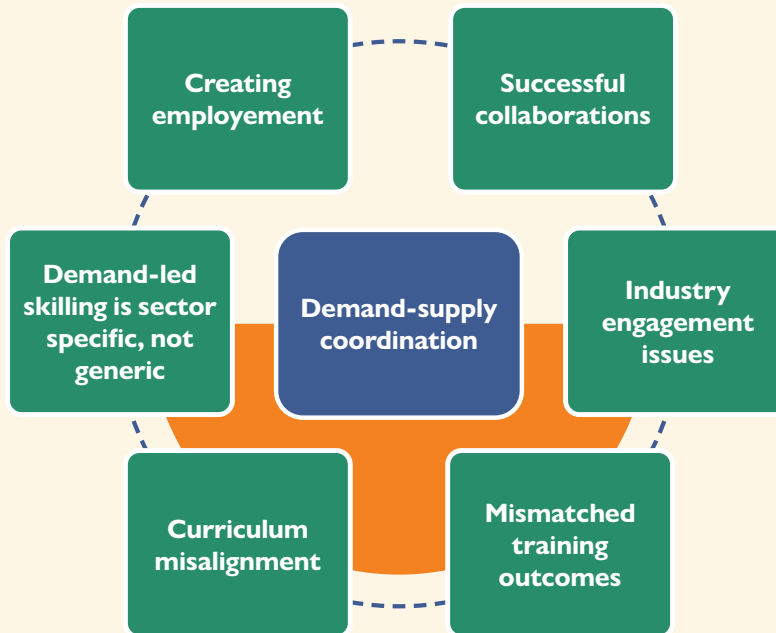 Creating
employement
Successful
collaborations
Demand-led
skilling is sector
specific, not
generic
Demand-supply
coordination
Industry
engagement
issues
Curriculum
misalignment
Mismatched
training
outcomes